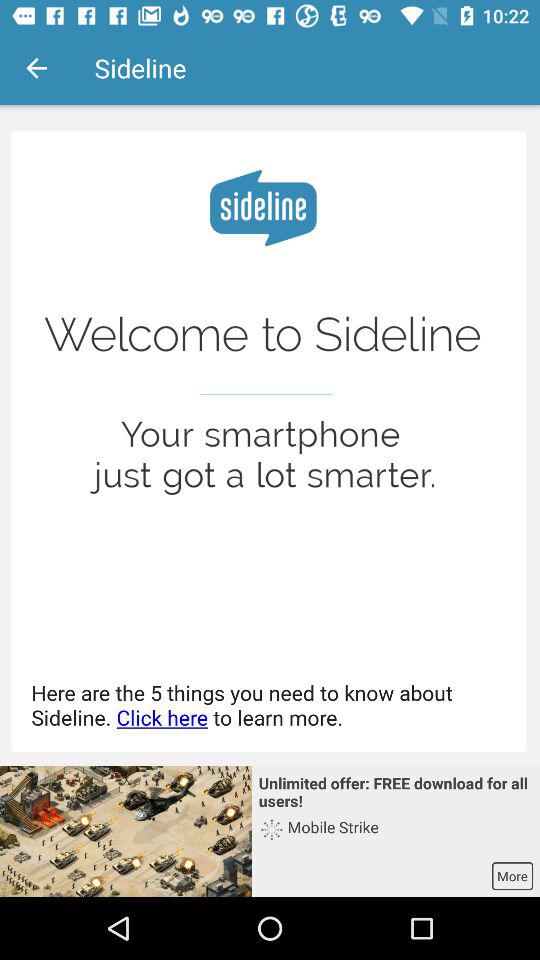 10:22
Sideline
sideline
Welcome to Sideline
Your smartphone
just got a lot smarter.
Here are the 5 things you need to know about
Sideline. Click here to learn more.
Unlimited offer: FREE download for all
users!
Mobile Strike
More